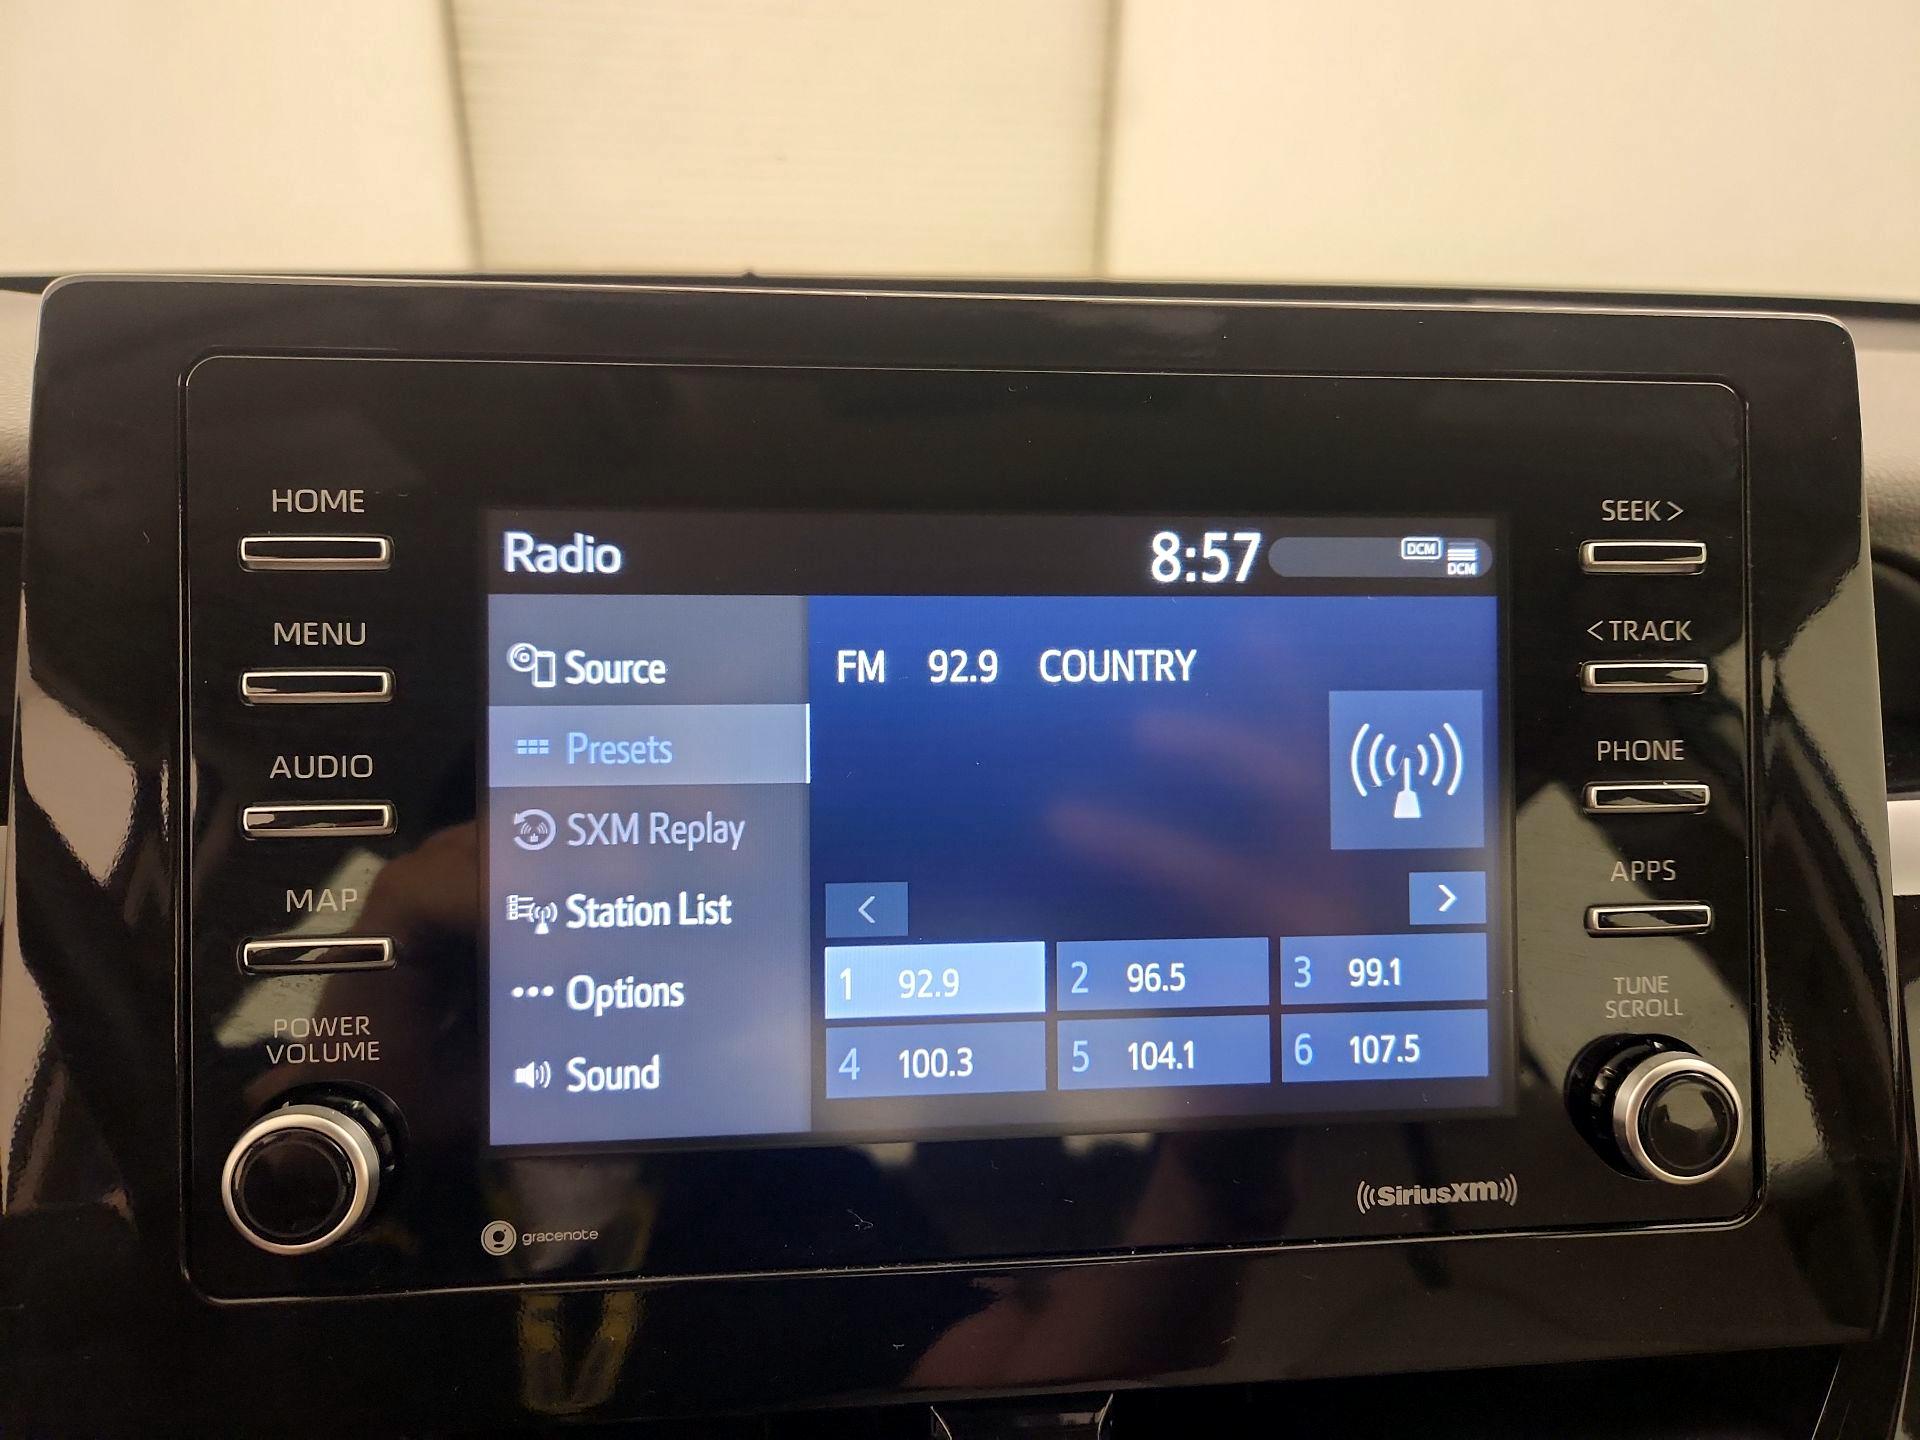 HOME
MENU
AUDIO
MAP
POWER
VOLUME
Radio
8:57
DCM
DCM
Source
Presets
SXM Replay
Station List
Options
Sound
FM 92.9 COUNTRY
<
>
1 92.9
2 96.5
3 99.1
4 100.3
5 104.1
6 107.5
SEEK >
< TRACK
PHONE
APPS
TUNE
SCROLL
gracenote
((SiriusXM))